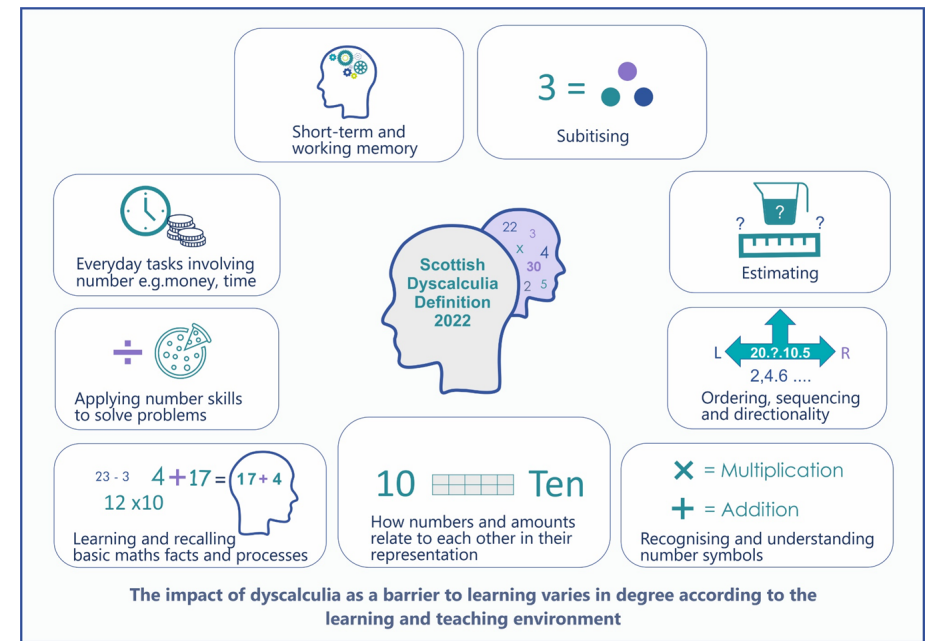 Short-term and
working memory
3 =
Subitising
Everyday tasks involving
number e.g.money, time
?
? ?
Estimating
Scottish
Dyscalculia
Definition
2022
22 3
x 4
30
2 5
÷
Applying number skills
to solve problems
L 20.?.10.5 R
2,4.6 ....
Ordering, sequencing
and directionality
23 - 3 4+17= 17+ 4
12 x10
Learning and recalling
basic maths facts and processes
10 Ten
How numbers and amounts
relate to each other in their
representation
× = Multiplication
+ = Addition
Recognising and understanding
number symbols
The impact of dyscalculia as a barrier to learning varies in degree according to the
learning and teaching environment